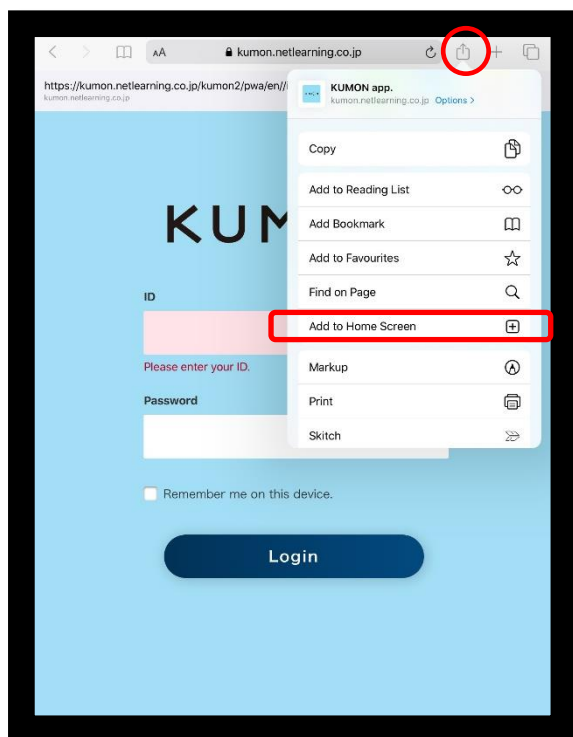 AA kumon.netlearning.co.jp
https://kumon.netlearning.co.jp/kumon2/pwa/en//
kumon.netlearning.co.jp
KUMON app.
kumon.netlearning.co.jp Options >
Copy
Add to Reading List
Add Bookmark
Add to Favourites
Find on Page
Add to Home Screen
Markup
Print
Skitch
KUM
ID
Please enter your ID.
Password
Remember me on this device.
Login